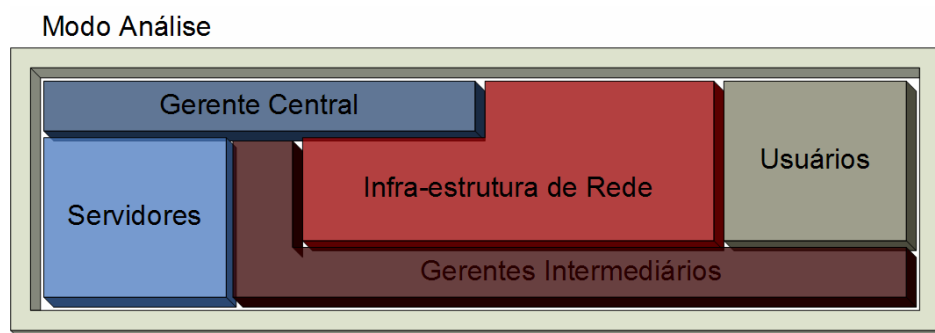 Modo Análise
Gerente Central
Usuários
Infra-estrutura de Rede
Servidores
Gerentes Intermediários